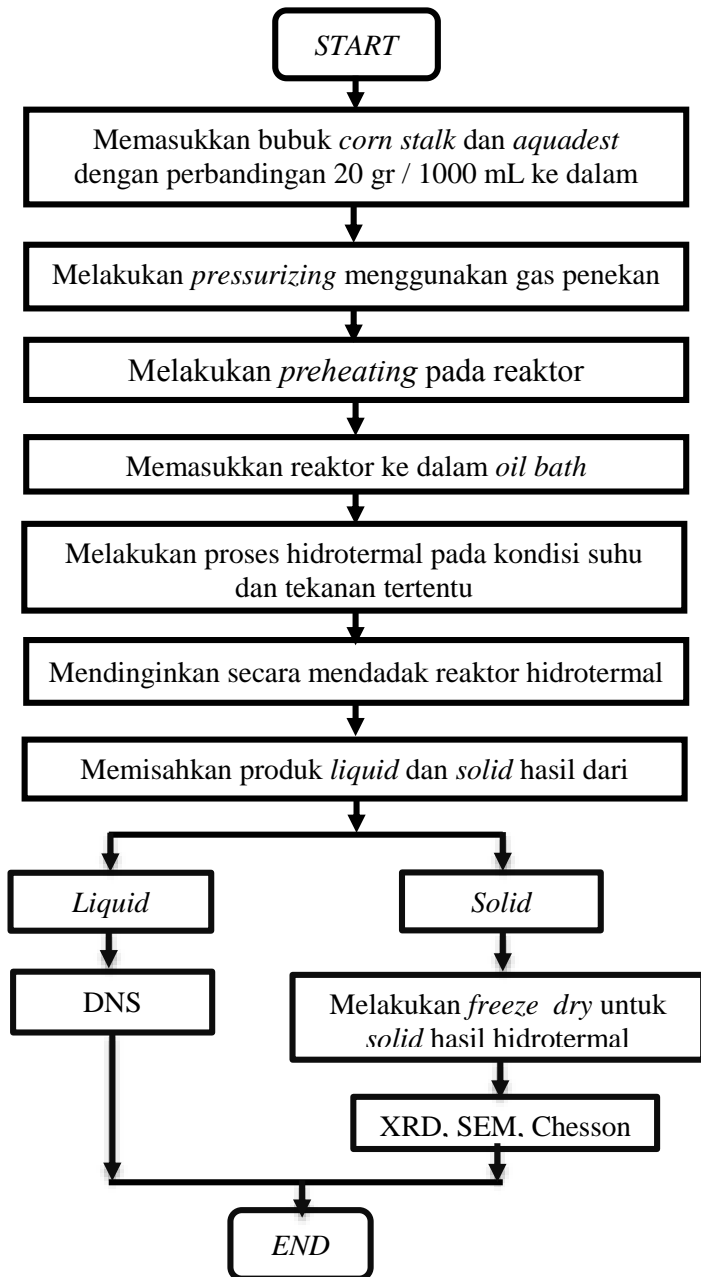 START
Memasukkan bubuk corn stalk dan aquadest
dengan perbandingan 20 gr / 1000 mL ke dalam
Melakukan pressurizing menggunakan gas penekan
Melakukan preheating pada reaktor
Memasukkan reaktor ke dalam oil bath
Melakukan proses hidrotermal pada kondisi suhu
dan tekanan tertentu
Mendinginkan secara mendadak reaktor hidrotermal
Memisahkan produk liquid dan solid hasil dari
Liquid
Solid
DNS
Melakukan freeze dry untuk
solid hasil hidrotermal
XRD, SEM, Chesson
END